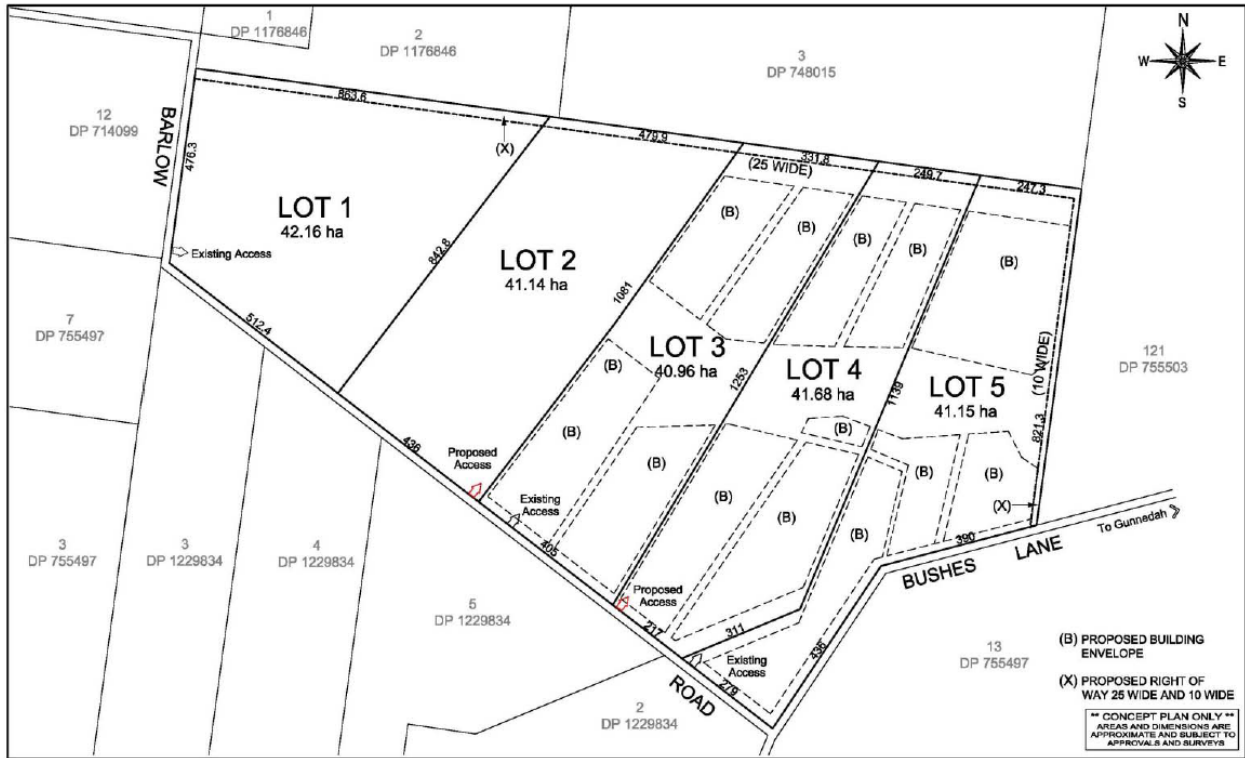 1
DP 1176846
2
DP 1176846
3
DP 748015
N
W
E
S
12
DP 714099
BARLOW
476.3
863.6
(X)
479.9
331.8
(25 WIDE)
249.7
247.3
LOT 1
42.16 ha
Existing Access
842.8
LOT 2
41.14 ha
1081
(B)
(B)
(B)
(B)
(B)
7
DP 755497
512.4
LOT 3
40.96 ha
1253
LOT 4
41.68 ha
1139
LOT 5
41.15 ha
(10 WIDE)
821.3
121
DP 755503
(B)
(B)
(B)
(B)
(B)
(B)
(B)
(B)
(B)
(X)
436
Proposed
Access
Existing
Access
405
390
BUSHES LANE
To Gunnedah
3
DP 755497
3
DP 1229834
4
DP 1229834
5
DP 1229834
Proposed
Access
217
311
436
Existing
Access
279
ROAD
2
DP 1229834
13
DP 755497
(B) PROPOSED BUILDING
ENVELOPE
(X) PROPOSED RIGHT OF
WAY 25 WIDE AND 10 WIDE
** CONCEPT PLAN ONLY **
AREAS AND DIMENSIONS ARE
APPROXIMATE AND SUBJECT TO
APPROVALS AND SURVEYS